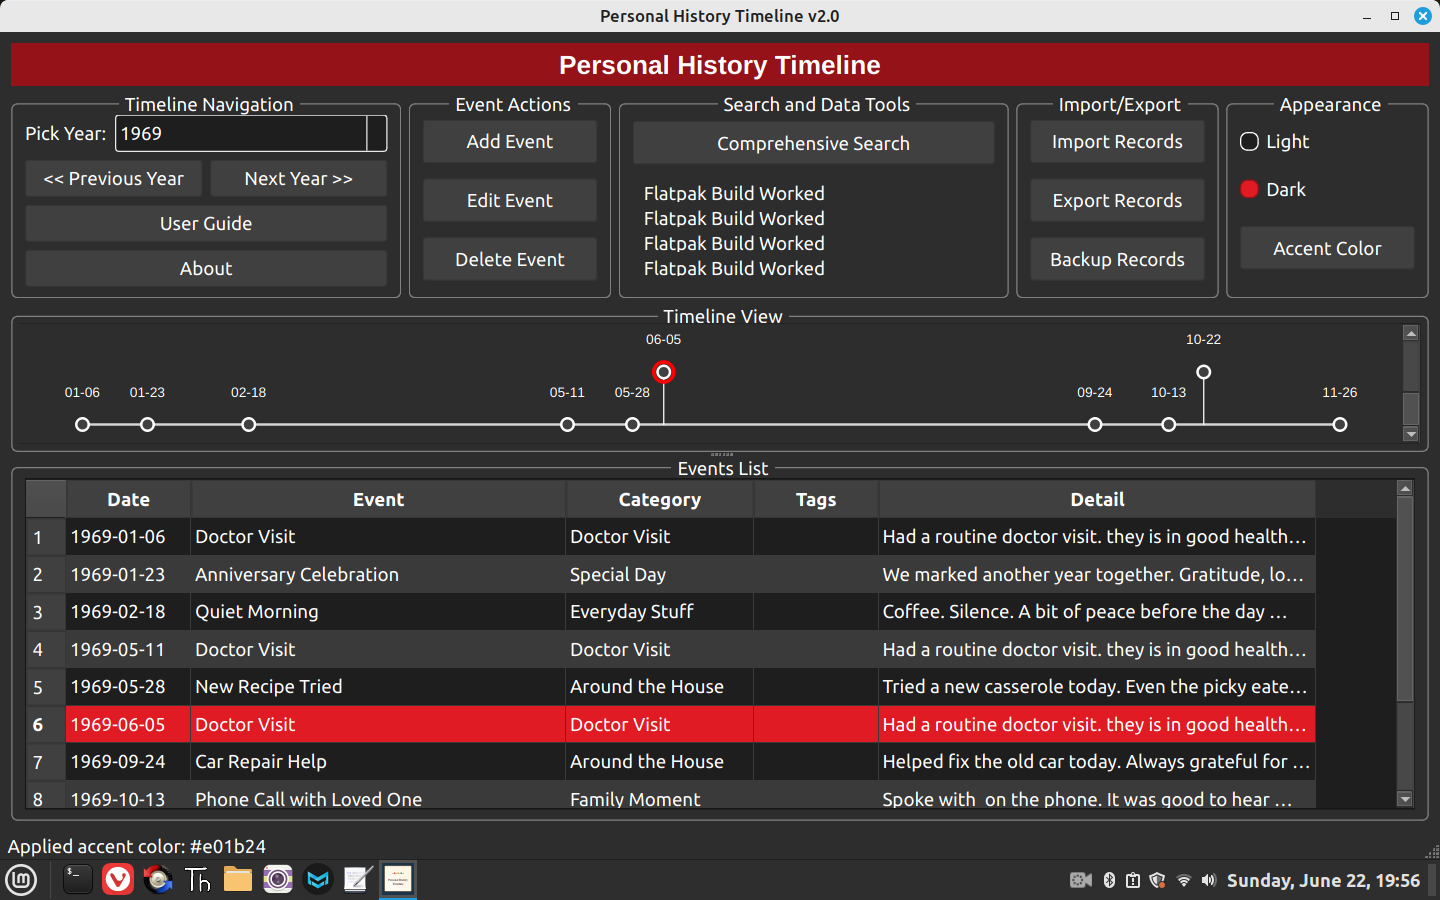 Personal History Timeline v2.0
Personal History Timeline
Timeline Navigation
Pick Year: 1969
<< Previous Year
Next Year >>
User Guide
About
Event Actions
Add Event
Edit Event
Delete Event
Search and Data Tools
Comprehensive Search
Flatpak Build Worked
Flatpak Build Worked
Flatpak Build Worked
Flatpak Build Worked
Import/Export
Import Records
Export Records
Backup Records
Appearance
Light
Dark
Accent Color
Timeline View
06-05 10-22
01-06 01-23 02-18 05-11 05-28 09-24 10-13 11-26
Events List
Date Event Category Tags Detail
1 1969-01-06 Doctor Visit Doctor Visit Had a routine doctor visit. they is in good health...
2 1969-01-23 Anniversary Celebration Special Day We marked another year together. Gratitude, lo...
3 1969-02-18 Quiet Morning Everyday Stuff Coffee. Silence. A bit of peace before the day ...
4 1969-05-11 Doctor Visit Doctor Visit Had a routine doctor visit. they is in good health...
5 1969-05-28 New Recipe Tried Around the House Tried a new casserole today. Even the picky eate...
6 1969-06-05 Doctor Visit Doctor Visit Had a routine doctor visit. they is in good health...
7 1969-09-24 Car Repair Help Around the House Helped fix the old car today. Always grateful for ...
8 1969-10-13 Phone Call with Loved One Family Moment Spoke with  on the phone. It was good to hear ...
Applied accent color: #e01b24
Th
Sunday, June 22, 19:56